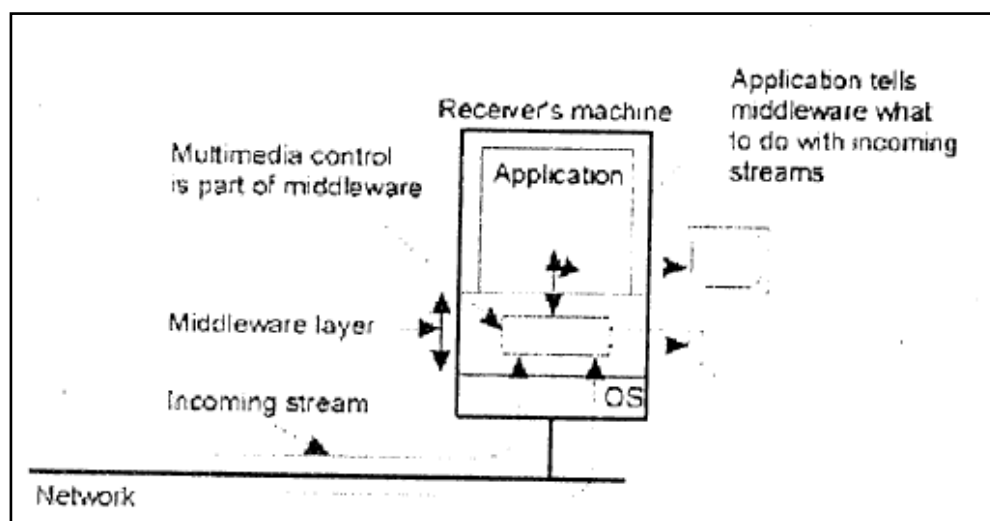 Receiver's machine
Application tells
middleware what
to do with incoming
streams
Multimedia control
is part of middleware
Application
Middleware layer
Incoming stream
OS
Network